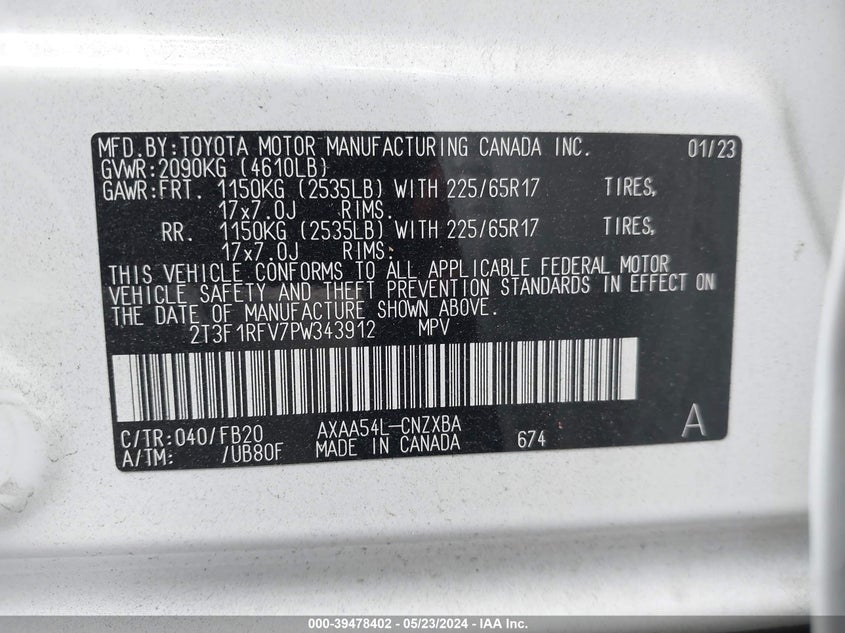 MFD.BY:TOYOTA MOTOR MANUFACTURING CANADA INC. 01/23
GVWR:2090KG (4610LB)
GAWR:FRT. 1150KG (2535LB) WITH 225/65R17 TIRES,
17x7.0J RIMS.
RR. 1150KG (2535LB) WITH 225/65R17 TIRES,
17x7.0J RIMS.
THIS VEHICLE CONFORMS TO ALL APPLICABLE FEDERAL MOTOR
VEHICLE SAFETY AND THEFT PREVENTION STANDARDS IN EFFECT ON
THE DATE OF MANUFACTURE SHOWN ABOVE.
2T3F1RFV7PW343912 MPV
C/TR:040/FB20 AXAA54L-CNZXBA
A/TM: /UB80F MADE IN CANADA 674 A
000-39478402 - 05/23/2024 - IAA Inc.